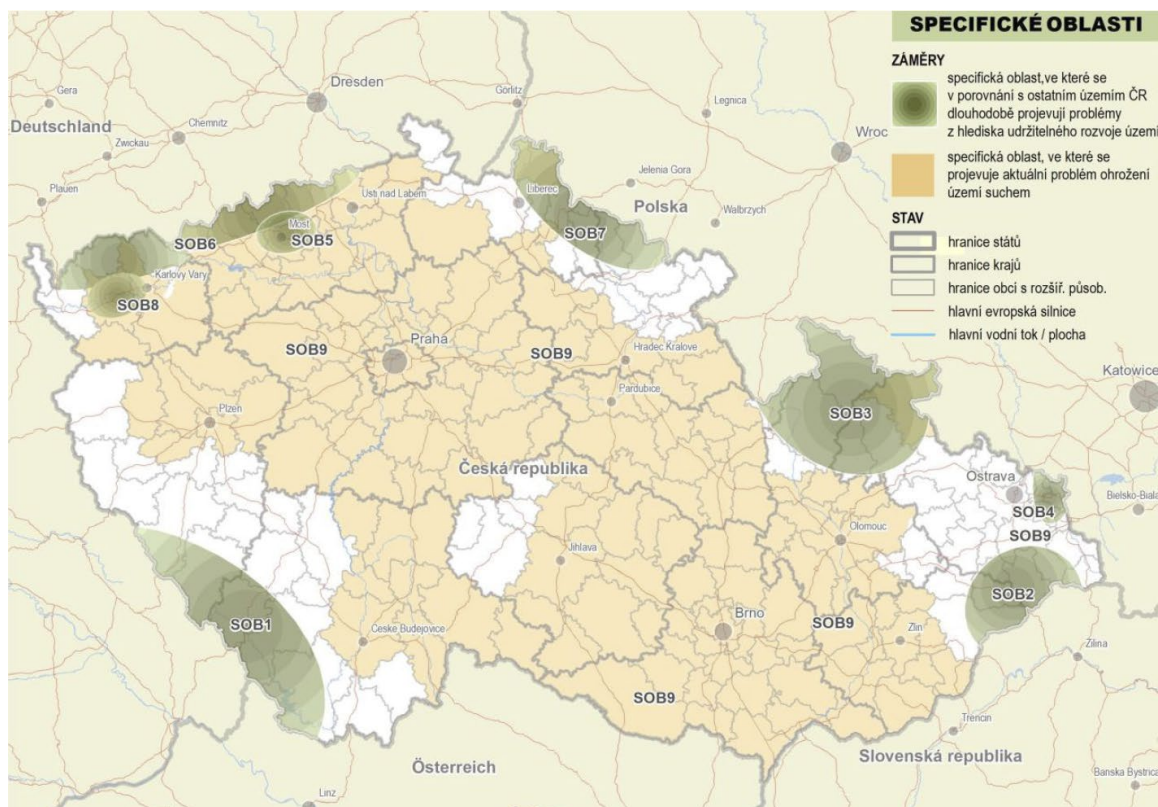 SPECIFICKÉ OBLASTI
ZÁMĚRY
specifická oblast,ve které se
v porovnání s ostatním územím ČR
dlouhodobě projevují problémy
z hlediska udržitelného rozvoje území
specifická oblast, ve které se
projevuje aktuální problém ohrožení
území suchem
STAV
hranice států
hranice krajů
hranice obcí s rozšíř. působ.
hlavní evropská silnice
hlavní vodní tok / plocha
Dresden
Görlitz
Gera
Legnica
Deutschland
Chemnitz
Wroc
Zwickau
Jelenia Gora
Plauen
Ústí nad Labem
Liberec
Polska
Walbrzych
Most
SOB5
SOB6
SOB7
Karlovy Vary
SOB8
Praha
SOB9
SOB9
Hradec Kralove
Katowice
Pardubice
SOB3
Plzeň
Česká republika
Ostrava
Bielsko-Biala
SOB4
Olomouc
SOB9
Jihlava
SOB2
SOB1
Brno
SOB9
Zlín
Ceske Budejovice
Zilina
SOB9
Trencin
Slovenská republika
Österreich
Banska Bystrica
Linz